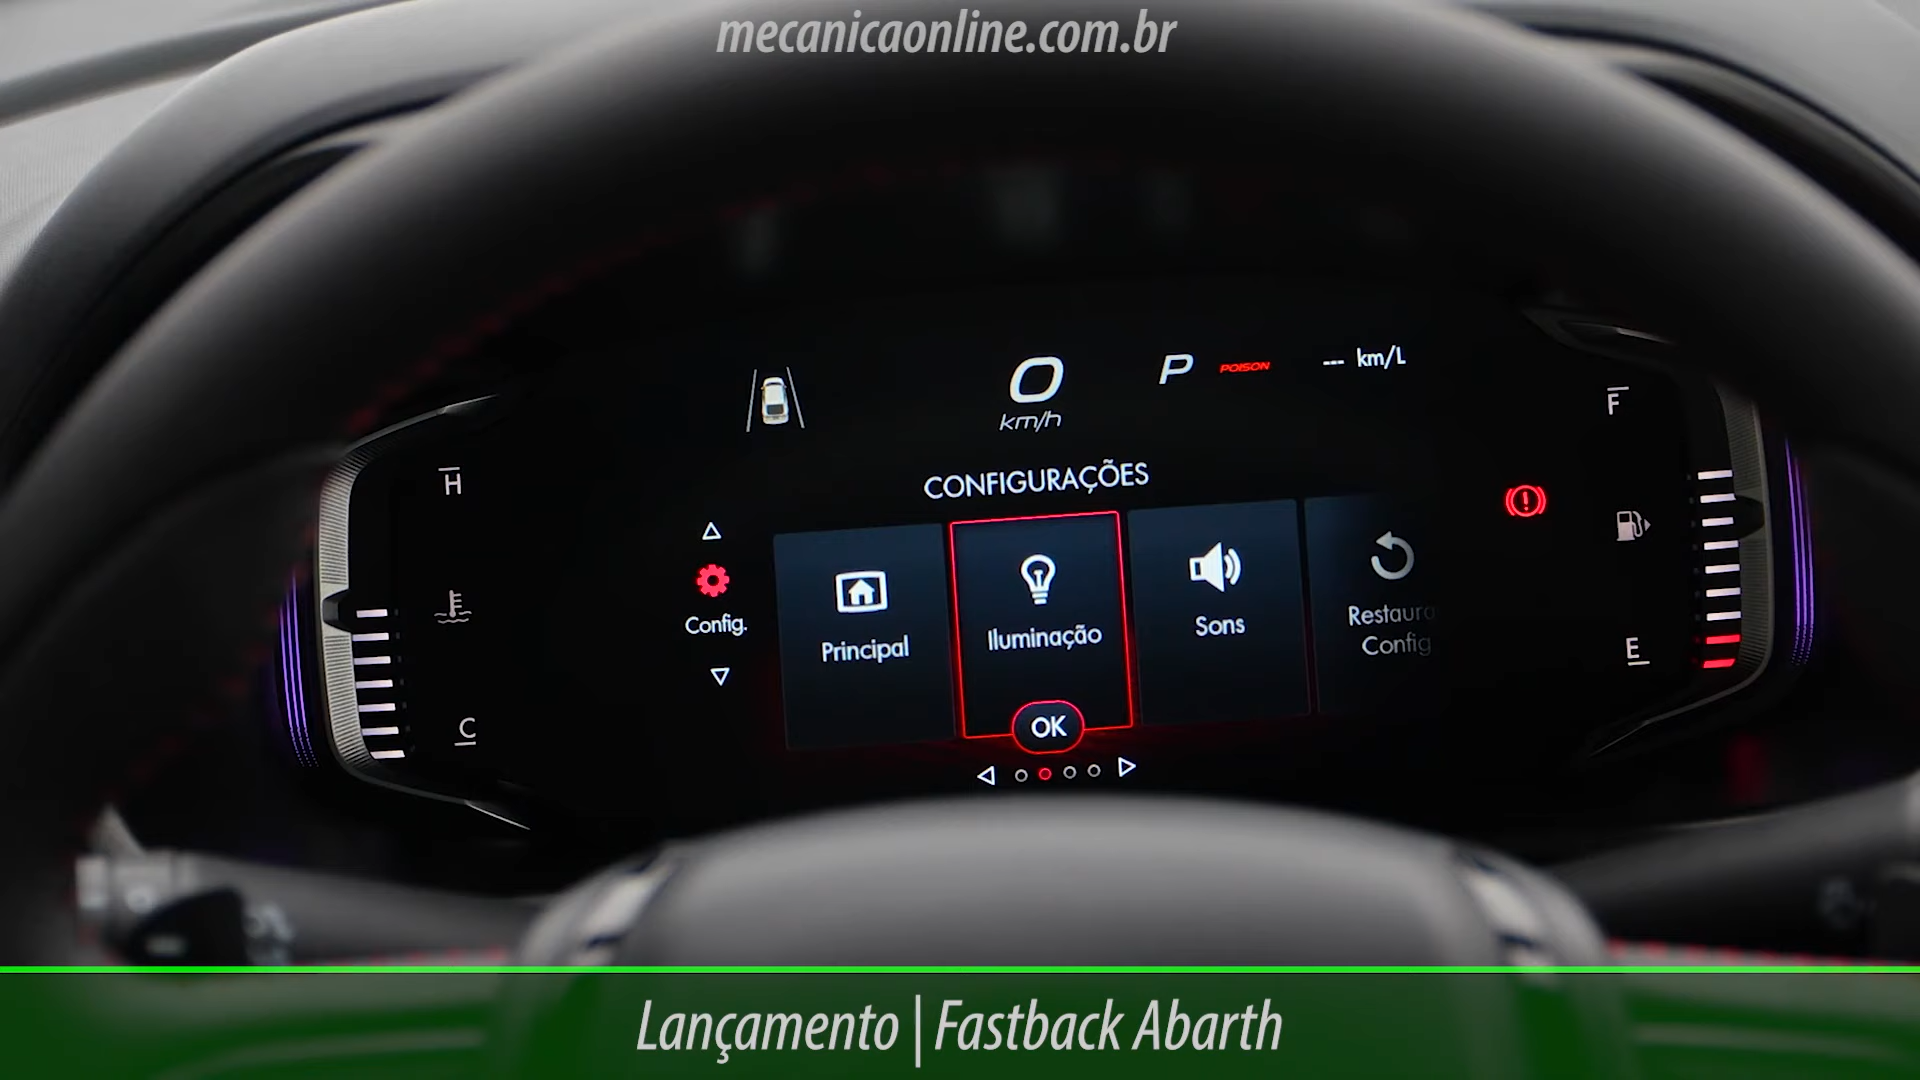 mecanicaonline.com.br
0
km/h
P POISON --- km/L
H
C
CONFIGURAÇÕES
Config.
Principal
Iluminação
OK
Sons
Restaura
Config
F
E
Lançamento | Fastback Abarth